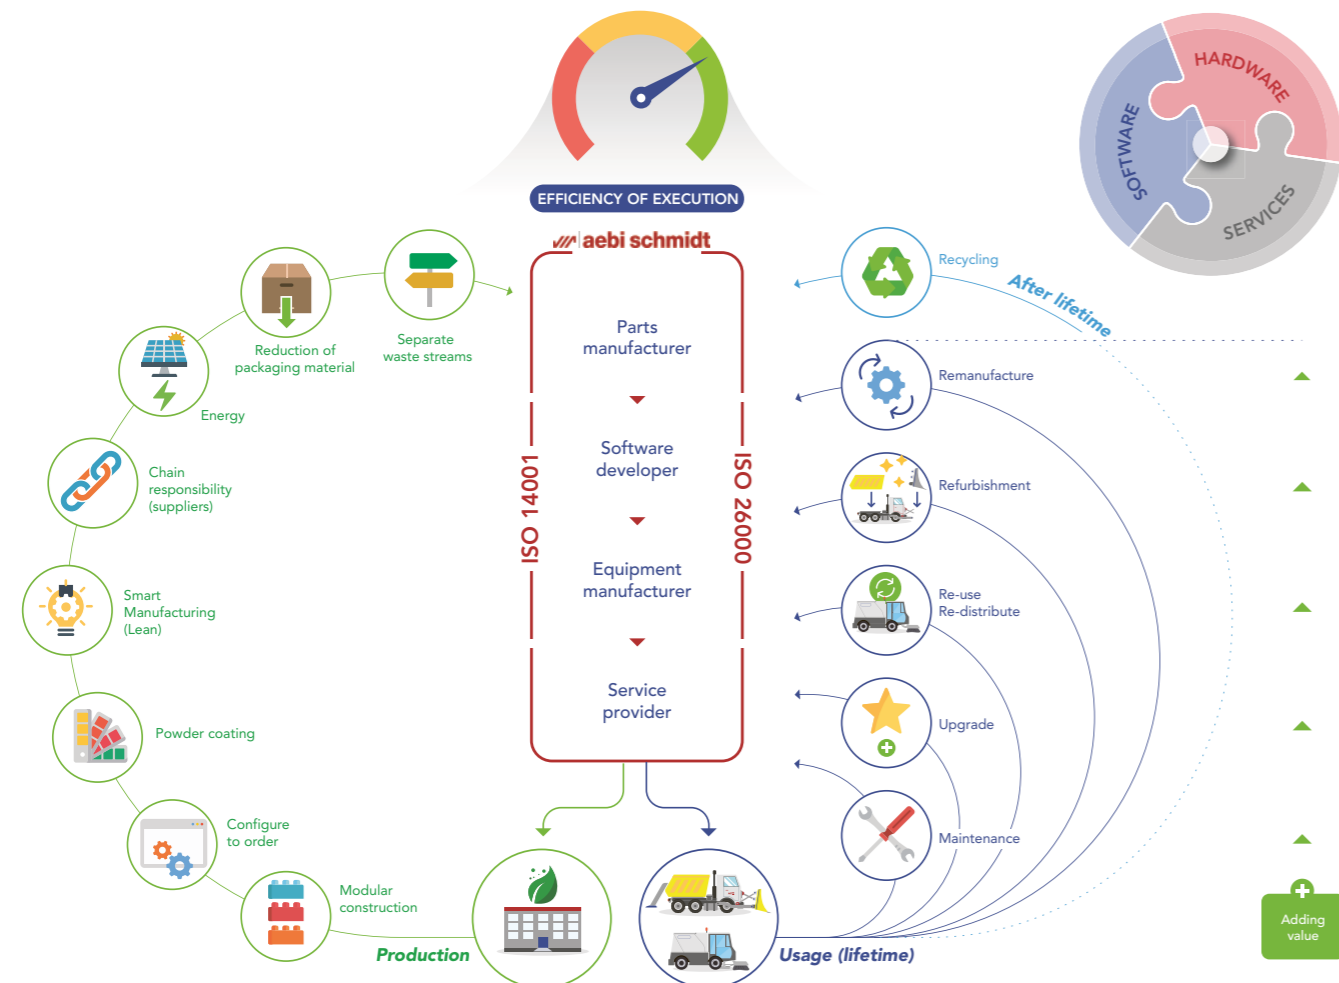 HARDWARE
SOFTWARE
SERVICES
EFFICIENCY OF EXECUTION
aebi schmidt
ISO 14001
ISO 26000
Parts
manufacturer
Software
developer
Equipment
manufacturer
Service
provider
Separate
waste streams
Reduction of
packaging material
Energy
Chain
responsibility
(suppliers)
Smart
Manufacturing
(Lean)
Powder coating
Configure
to order
Modular
construction
Production
Recycling
After lifetime
Remanufacture
Refurbishment
Re-use
Re-distribute
Upgrade
Maintenance
Usage (lifetime)
Adding
value